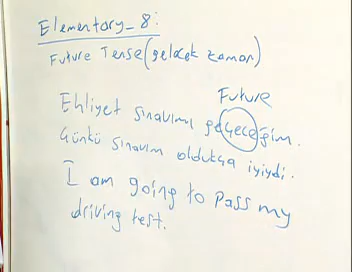 Elementary_8:
Future Tense (gelecek zaman)
Future
Ehliyet sınavımı geçeceğim.
Çünkü sınavım oldukça iyiydi.
I am going to pass my
driving test.